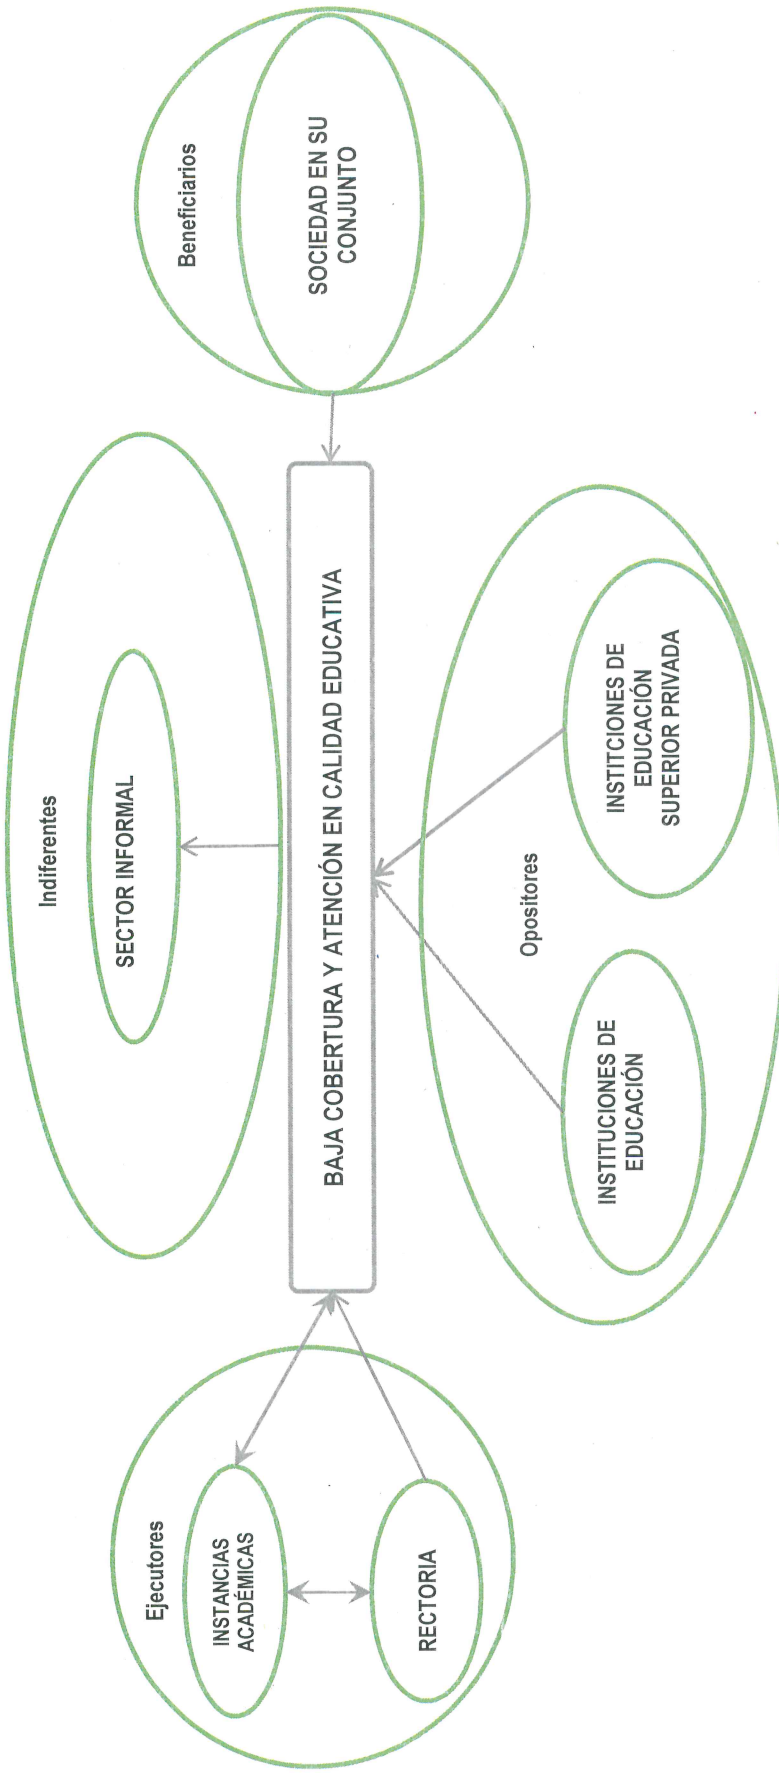 Indiferentes
SECTOR INFORMAL
Ejecutores
INSTANCIAS
ACADÉMICAS
RECTORIA
BAJA COBERTURA Y ATENCIÓN EN CALIDAD EDUCATIVA
Beneficiarios
SOCIEDAD EN SU
CONJUNTO
Opositores
INSTITUCIONES DE
EDUCACIÓN
INSTITCIONES DE
EDUCACIÓN
SUPERIOR PRIVADA